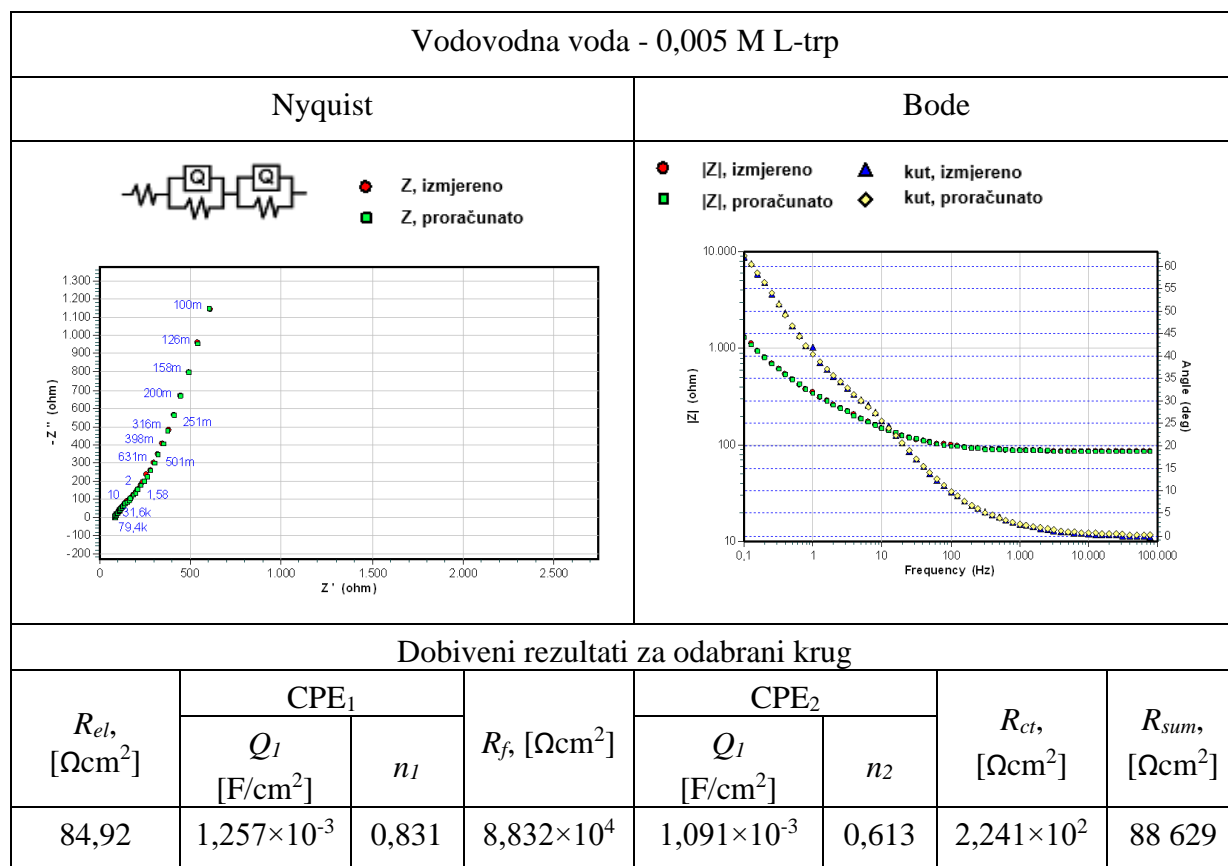 Vodovodna voda - 0,005 M L-trp
Nyquist
Bode
Q
Q
Z, izmjereno
Z, proračunato
1.300
1.200
1.100
1.000
900
800
700
600
500
400
300
200
100
0
-100
-200
-Z'' (ohm)
100m
126m
158m
200m
251m
316m
398m
501m
631m
2
1,58
10
31,6k
79,4k
0
500
1.000
1.500
2.000
2.500
Z' (ohm)
|Z|, izmjereno
kut, izmjereno
|Z|, proračunato
kut, proračunato
10.000
1.000
100
10
|Z| (ohm)
60
55
50
45
40
35
30
25
20
15
10
5
0
Angle (deg)
0,1
1
10
100
1.000
10.000
100.000
Frequency (Hz)
Dobiveni rezultati za odabrani krug
Rel, [Ωcm2]
CPE1
Q1 [F/cm2]
n1
Rf, [Ωcm2]
CPE2
Q1 [F/cm2]
n2
Rct, [Ωcm2]
Rsum, [Ωcm2]
84,92
1,257×10-3
0,831
8,832×104
1,091×10-3
0,613
2,241×102
88 629